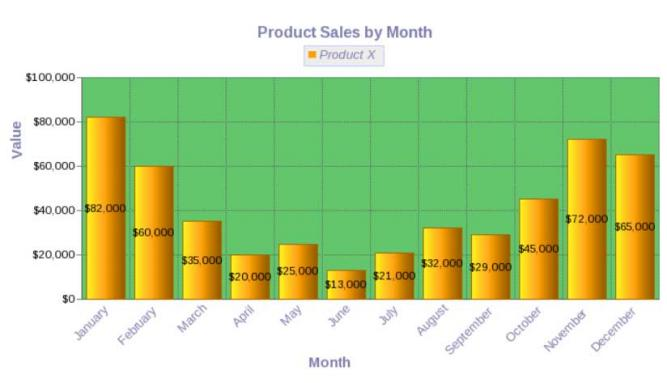 Product Sales by Month
Product X
Value
$100,000
$80,000
$60,000
$40,000
$20,000
$0
$82,000
$60,000
$35,000
$20,000
$25,000
$13,000
$21,000
$32,000
$29,000
$45,000
$72,000
$65,000
January
February
March
April
May
June
July
August
September
October
November
December
Month